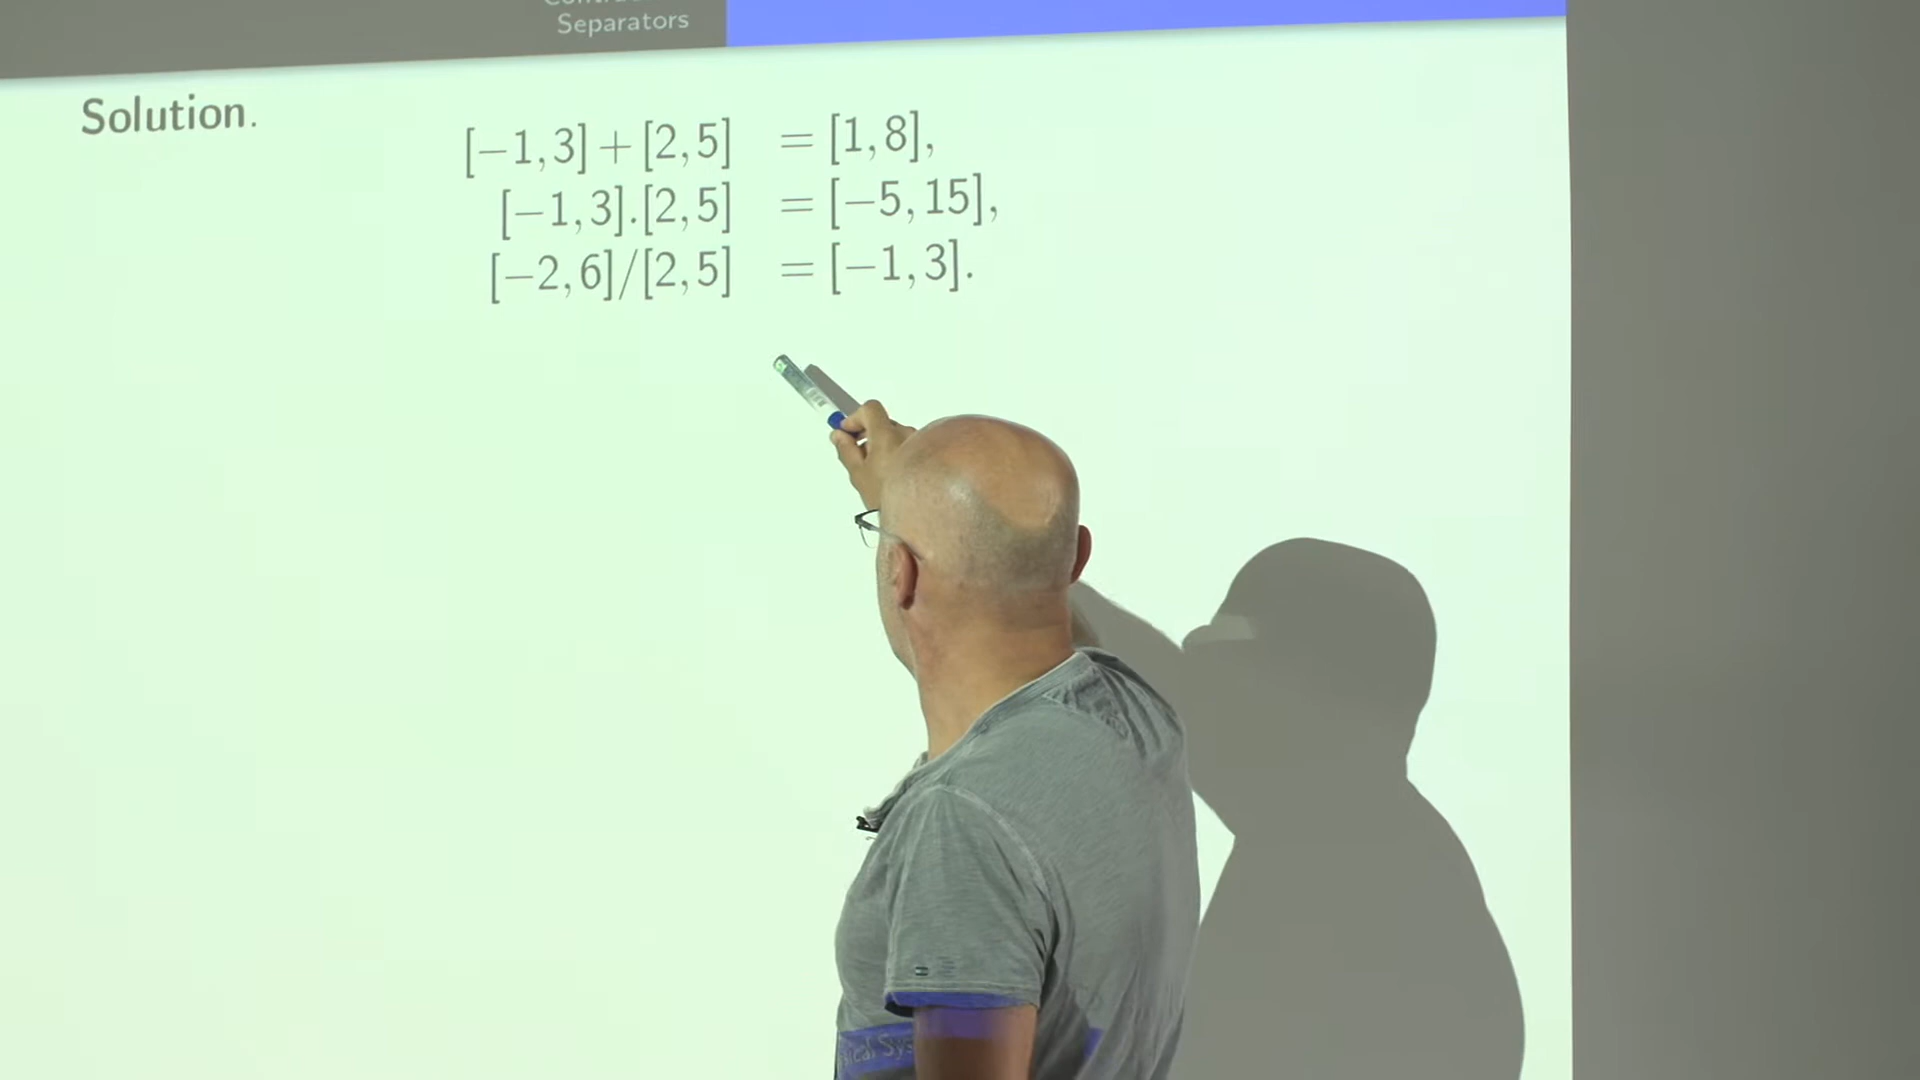 Separators
Solution.
[−1,3]+[2,5] = [1,8],
[−1,3].[2,5] = [−5,15],
[−2,6]/[2,5] = [−1,3].